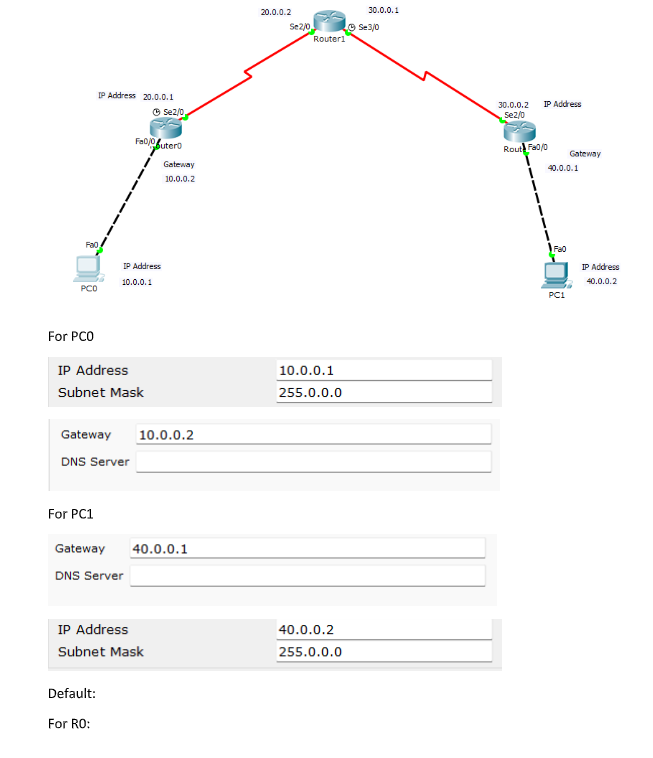 20.0.0.2 30.0.0.1
Se2/0 Se3/0
Router1
IP Address 20.0.0.1
Se2/0
Fa0/0 outer0
Gateway
10.0.0.2
30.0.0.2 IP Address
Se2/0
Rout Fa0/0
Gateway
40.0.0.1
Fa0
IP Address
10.0.0.1
PC0
Fa0
IP Address
40.0.0.2
PC1
For PC0
IP Address 10.0.0.1
Subnet Mask 255.0.0.0
Gateway 10.0.0.2
DNS Server
For PC1
Gateway 40.0.0.1
DNS Server
IP Address 40.0.0.2
Subnet Mask 255.0.0.0
Default:
For R0: